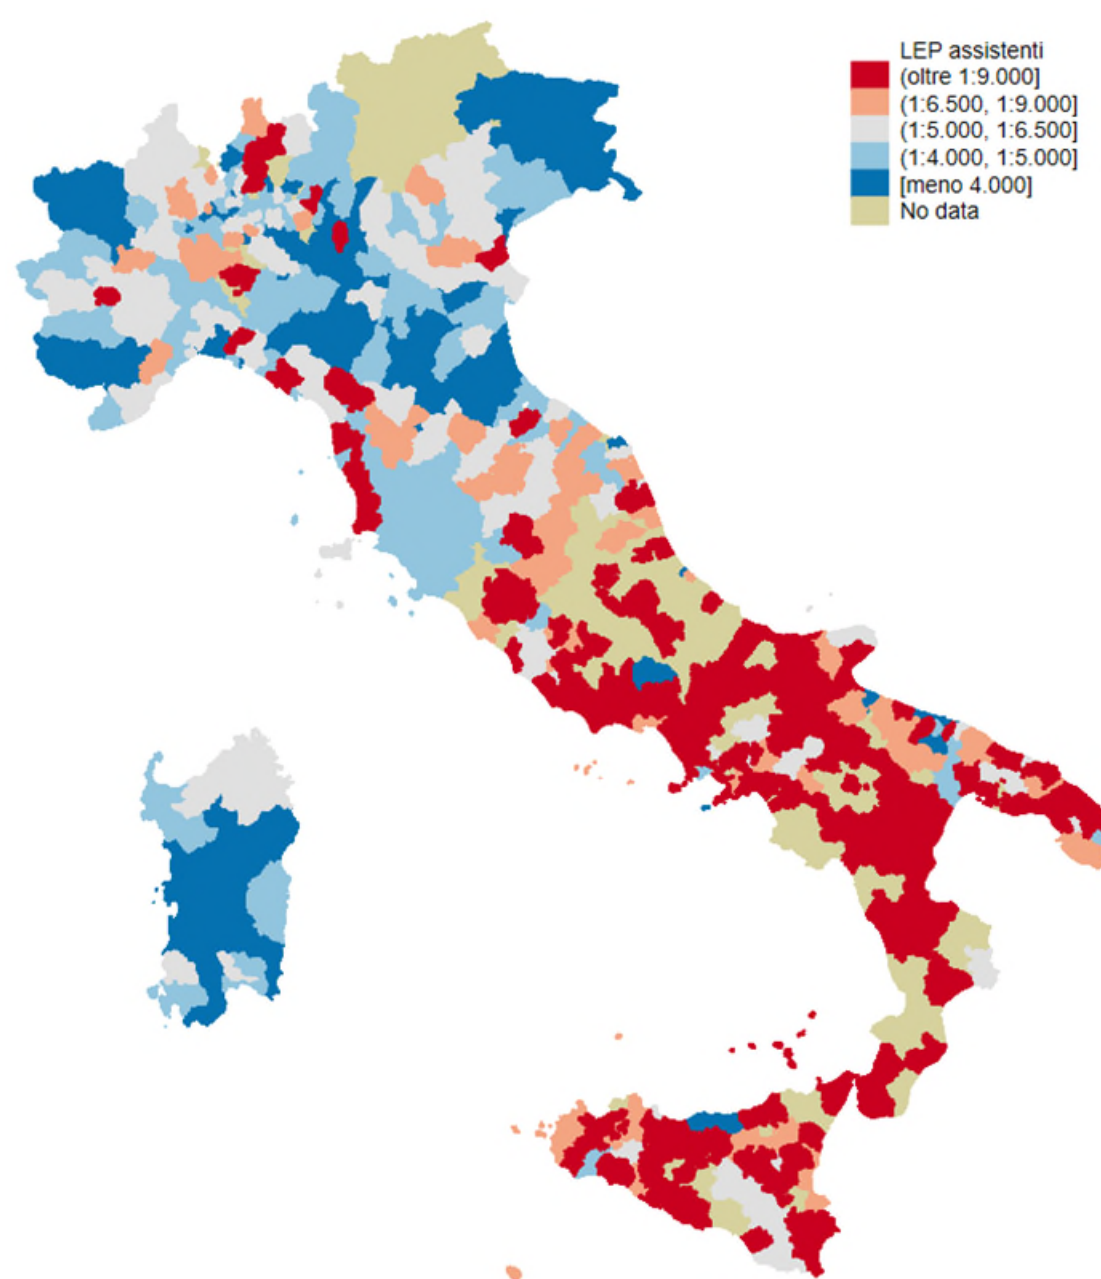 LEP assistenti
(oltre 1:9.000]
(1:6.500, 1:9.000]
(1:5.000, 1:6.500]
(1:4.000, 1:5.000]
[meno 4.000]
No data